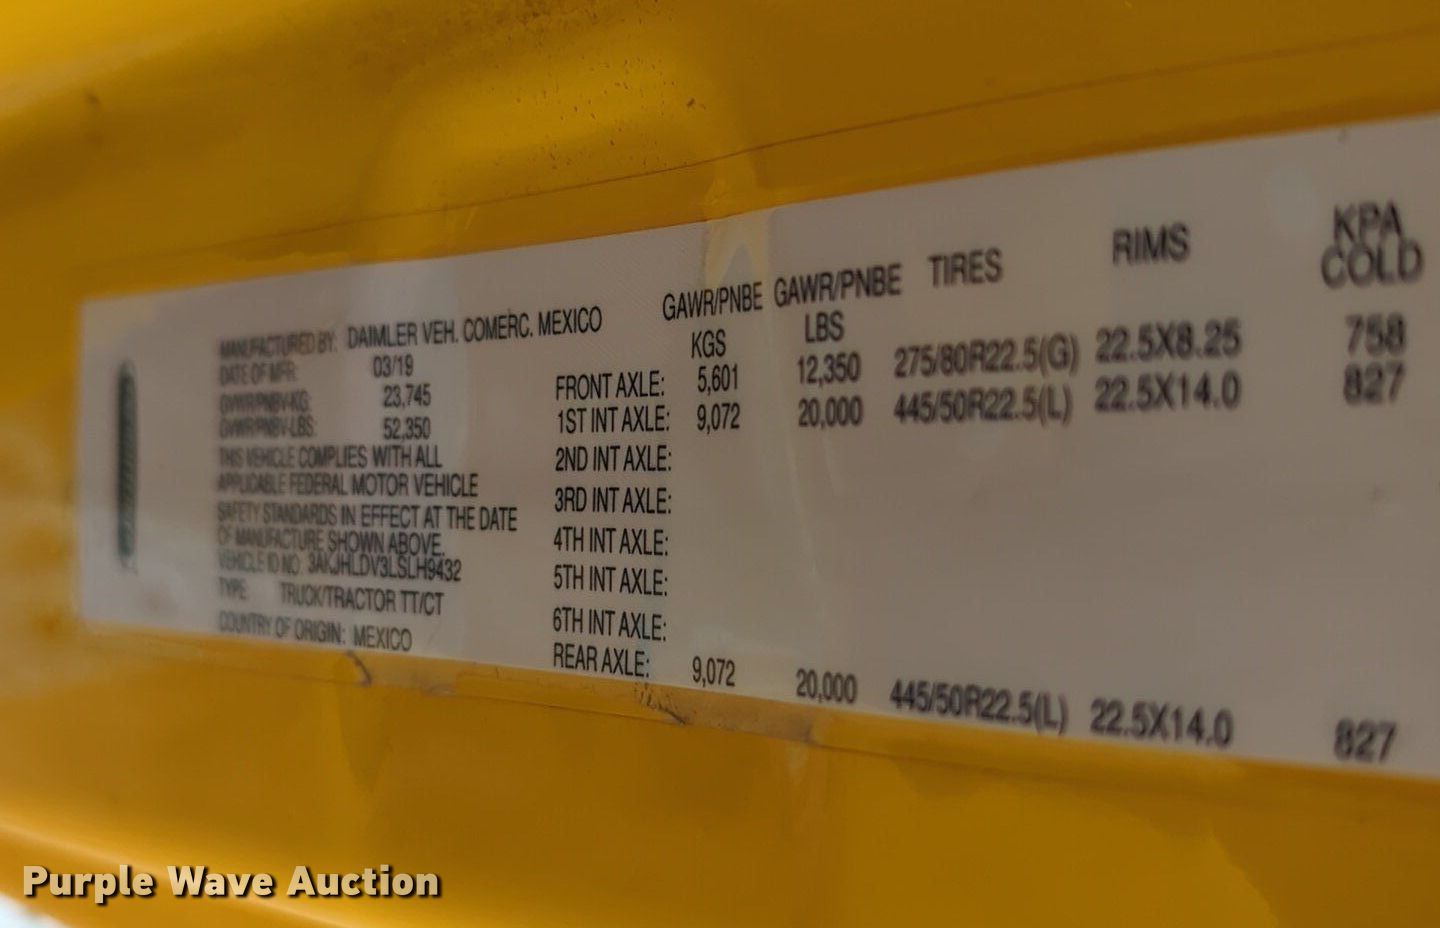 MANUFACTURED BY: DAIMLER VEH. COMERC. MEXICO
DATE OF MFR: 03/19
GVWR/PNBV-KG: 23,745
GVWR/PNBV-LBS: 52,350
THIS VEHICLE COMPLIES WITH ALL
APPLICABLE FEDERAL MOTOR VEHICLE
SAFETY STANDARDS IN EFFECT AT THE DATE
OF MANUFACTURE SHOWN ABOVE.
VEHICLE ID NO: 3AKJHLDV3LSLH9432
TYPE: TRUCK/TRACTOR TT/CT
COUNTRY OF ORIGIN: MEXICO
GAWR/PNBE KGS GAWR/PNBE LBS TIRES RIMS KPA COLD
FRONT AXLE: 5,601 12,350 275/80R22.5(G) 22.5X8.25 758
1ST INT AXLE: 9,072 20,000 445/50R22.5(L) 22.5X14.0 827
2ND INT AXLE:
3RD INT AXLE:
4TH INT AXLE:
5TH INT AXLE:
6TH INT AXLE:
REAR AXLE: 9,072 20,000 445/50R22.5(L) 22.5X14.0 827
Purple Wave Auction